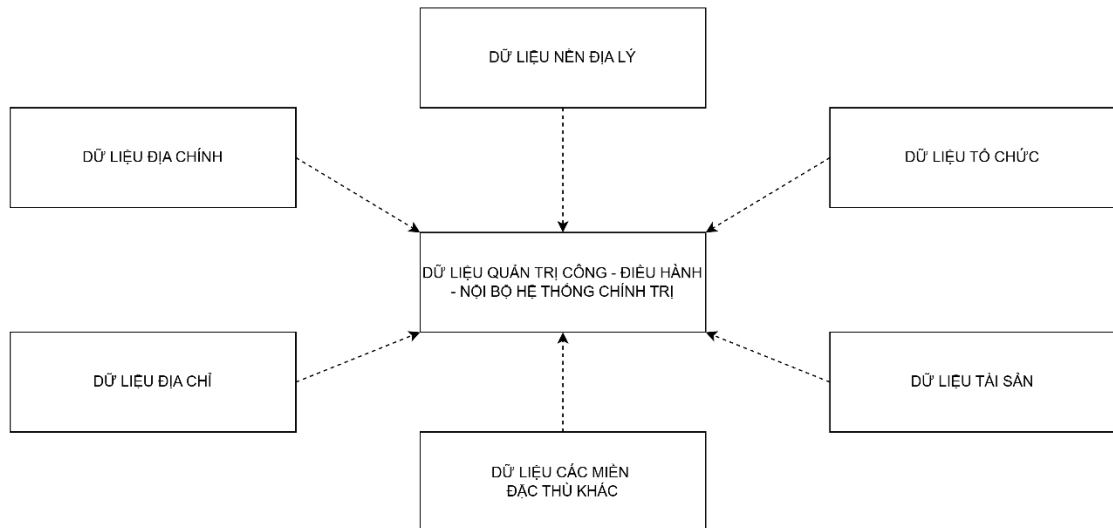 DỮ LIỆU NỀN ĐỊA LÝ
DỮ LIỆU ĐỊA CHÍNH
DỮ LIỆU TỔ CHỨC
DỮ LIỆU QUẢN TRỊ CÔNG - ĐIỀU HÀNH
- NỘI BỘ HỆ THỐNG CHÍNH TRỊ
DỮ LIỆU ĐỊA CHỈ
DỮ LIỆU TÀI SẢN
DỮ LIỆU CÁC MIỀN
ĐẶC THÙ KHÁC